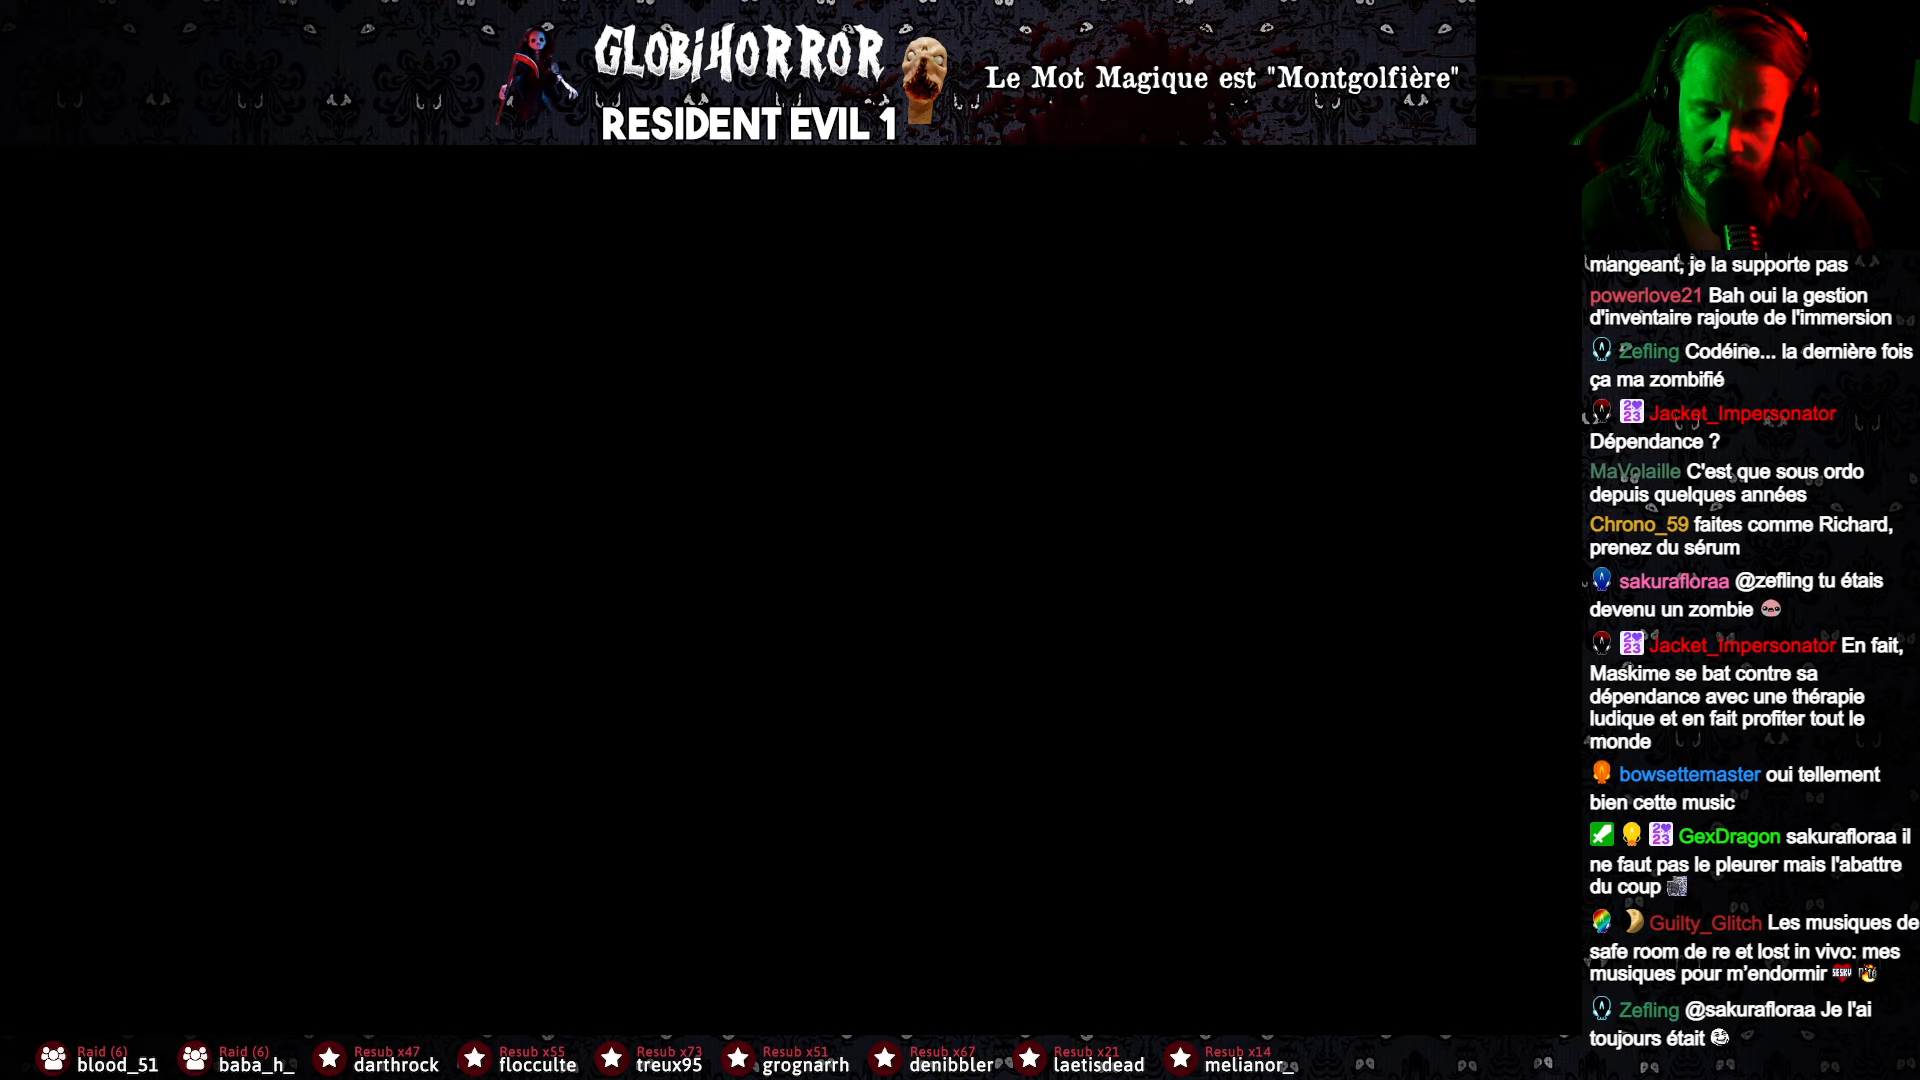 GLOBiHORROR
RESIDENT EVIL 1
Le Mot Magique est "Montgolfière"
mangeant, je la supporte pas
powerlove21 Bah oui la gestion
d'inventaire rajoute de l'immersion
Zefling Codéine... la dernière fois
ça ma zombifié
2023 Jacket_Impersonator
Dépendance ?
MaVolaille C'est que sous ordo
depuis quelques années
Chrono_59 faites comme Richard,
prenez du sérum
sakurafloraa @zefling tu étais
devenu un zombie
2023 Jacket_Impersonator En fait,
Maskime se bat contre sa
dépendance avec une thérapie
ludique et en fait profiter tout le
monde
bowsettemaster oui tellement
bien cette music
GexDragon sakurafloraa il
ne faut pas le pleurer mais l'abattre
du coup
Guilty_Glitch Les musiques de
safe room de re et lost in vivo: mes
musiques pour m'endormir
Zefling @sakurafloraa Je l'ai
toujours était
Raid (6)
blood_51
Raid (6)
baba_h_
Resub x47
darthrock
Resub x55
flocculte
Resub x73
treux95
Resub x51
grognarrh
Resub x67
denibbler
Resub x21
laetisdead
Resub x14
melianor_